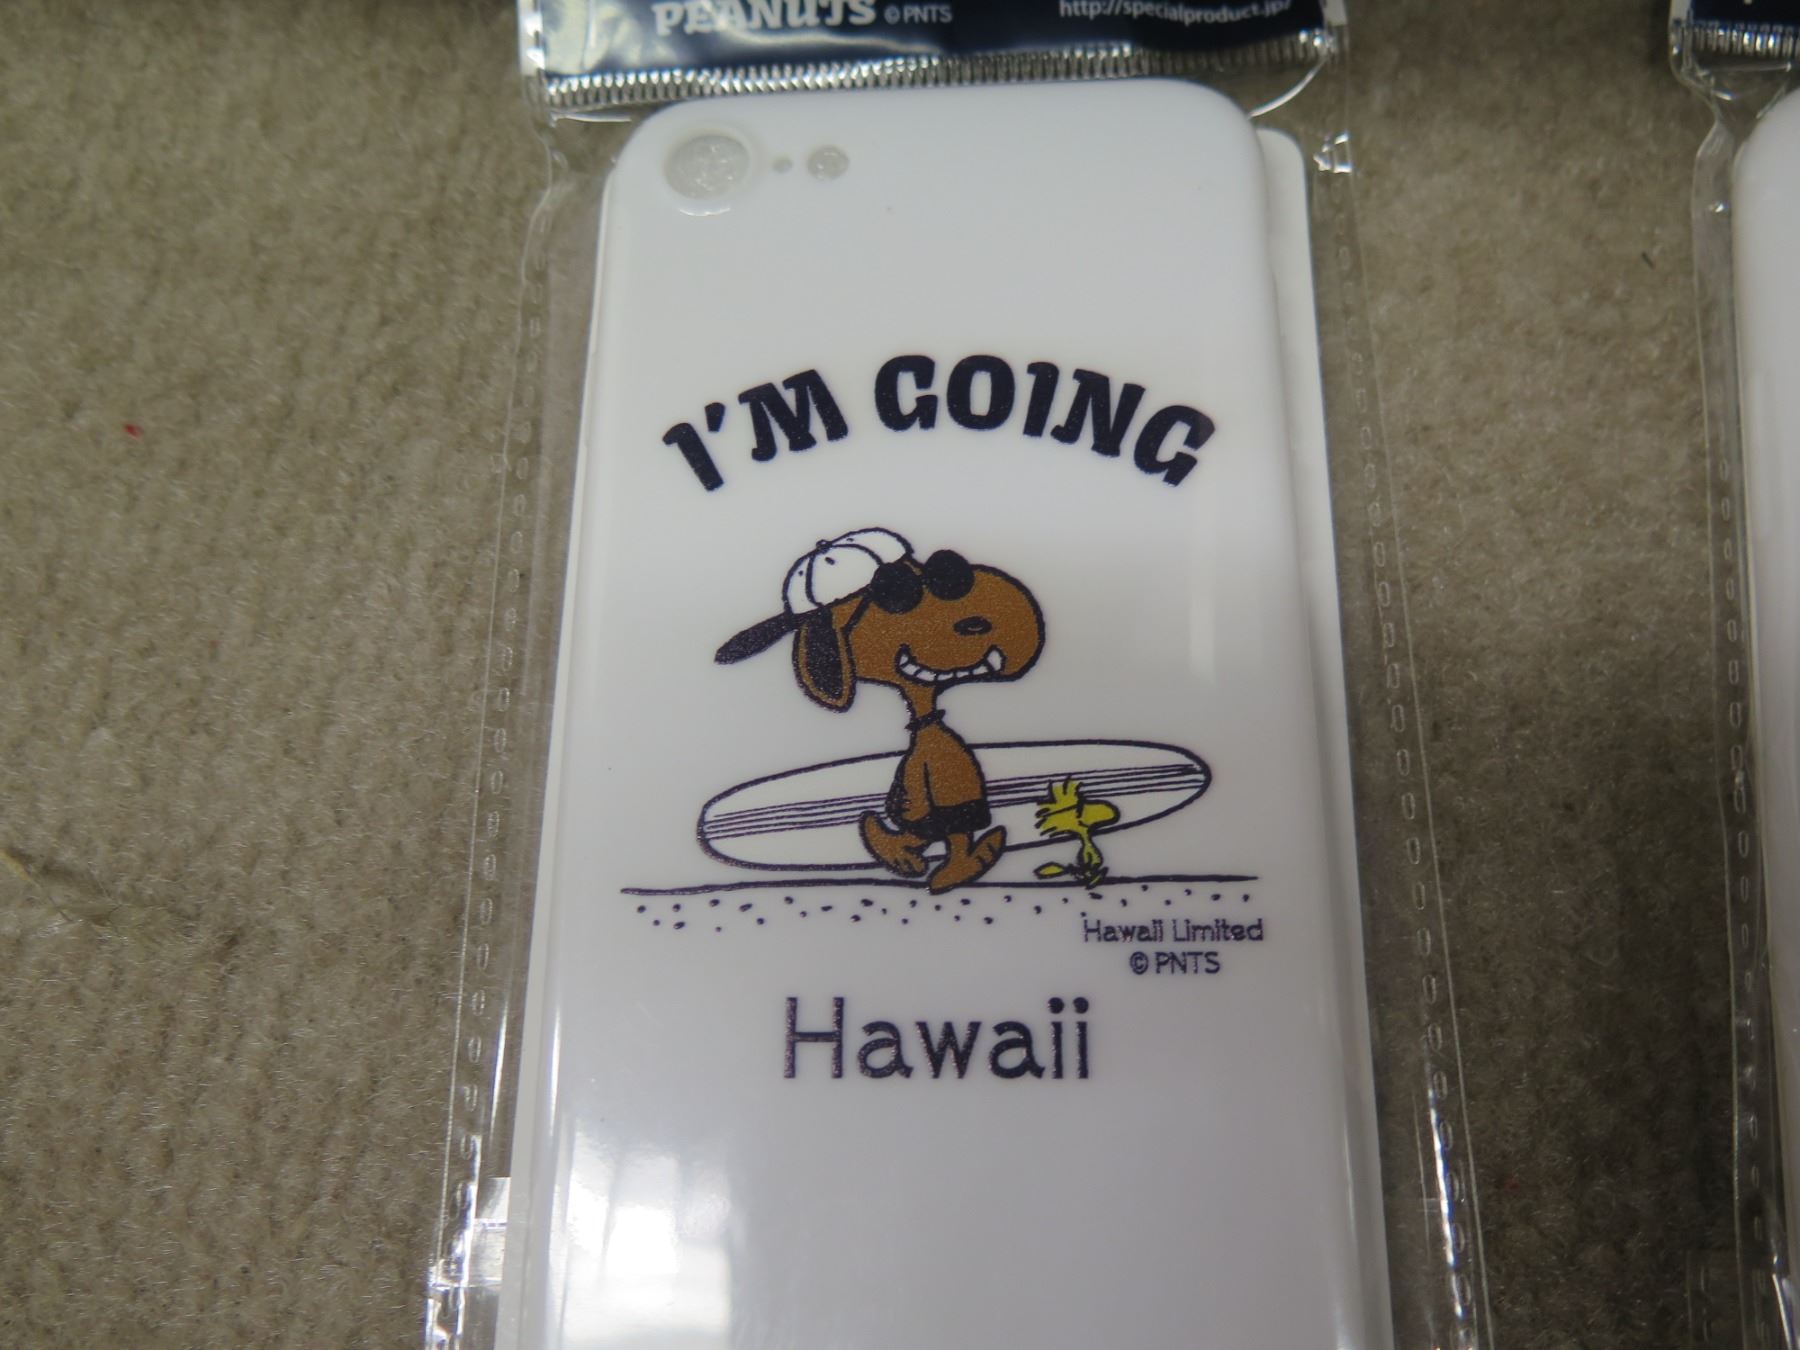 PEANUTS © PNTS
http://specialproduct.jp/
I'M GOING
Hawaii Limited
© PNTS
Hawaii